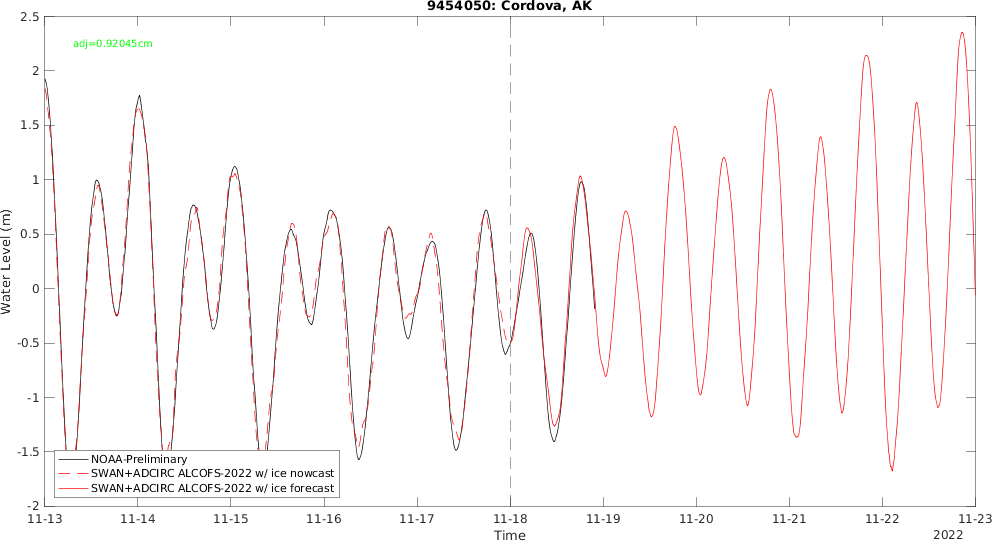 9454050: Cordova, AK
adj=0.92045cm
Water Level (m)
2.5
2
1.5
1
0.5
0
-0.5
-1
-1.5
-2
NOAA-Preliminary
SWAN+ADCIRC ALCOFS-2022 w/ ice nowcast
SWAN+ADCIRC ALCOFS-2022 w/ ice forecast
11-13 11-14 11-15 11-16 11-17 11-18 11-19 11-20 11-21 11-22 11-23
Time
2022